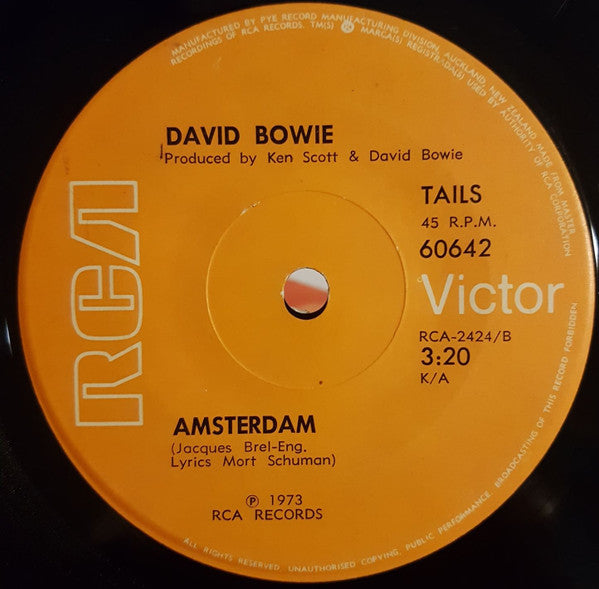 MANUFACTURED BY PYE RECORD MANUFACTURING DIVISION, AUCKLAND, NEW ZEALAND MADE FROM MASTER
RECORDINGS OF RCA RECORDS. TM(S) ® MARCA(S) REGISTRADA(S) USED BY AUTHORITY OF RCA CORPORATION
DAVID BOWIE
Produced by Ken Scott & David Bowie
RCA
TAILS
45 R.P.M.
60642
Victor
RCA-2424/B
3:20
K/A
AMSTERDAM
(Jacques Brel-Eng.
Lyrics Mort Schuman)
℗ 1973
RCA RECORDS
ALL RIGHTS RESERVED. UNAUTHORISED COPYING, PUBLIC PERFORMANCE, BROADCASTING OF THIS RECORD FORBIDDEN